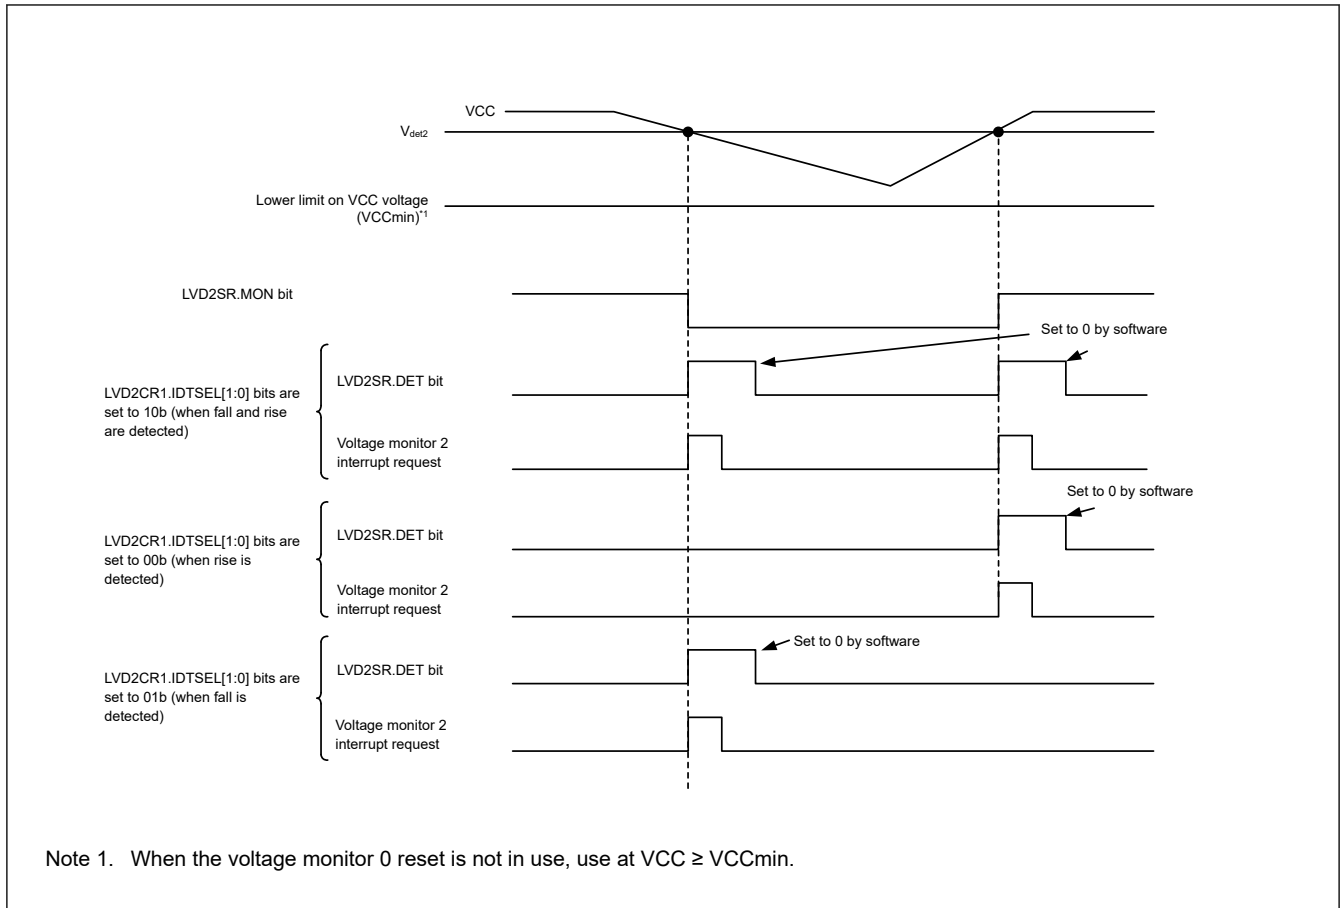 VCC
Vdet2
Lower limit on VCC voltage
(VCCmin)*1
LVD2SR.MON bit
Set to 0 by software
LVD2CR1.IDTSEL[1:0] bits are
set to 10b (when fall and rise
are detected)
LVD2SR.DET bit
Voltage monitor 2
interrupt request
Set to 0 by software
LVD2CR1.IDTSEL[1:0] bits are
set to 00b (when rise is
detected)
LVD2SR.DET bit
Voltage monitor 2
interrupt request
Set to 0 by software
LVD2CR1.IDTSEL[1:0] bits are
set to 01b (when fall is
detected)
LVD2SR.DET bit
Voltage monitor 2
interrupt request
Note 1. When the voltage monitor 0 reset is not in use, use at VCC ≥ VCCmin.